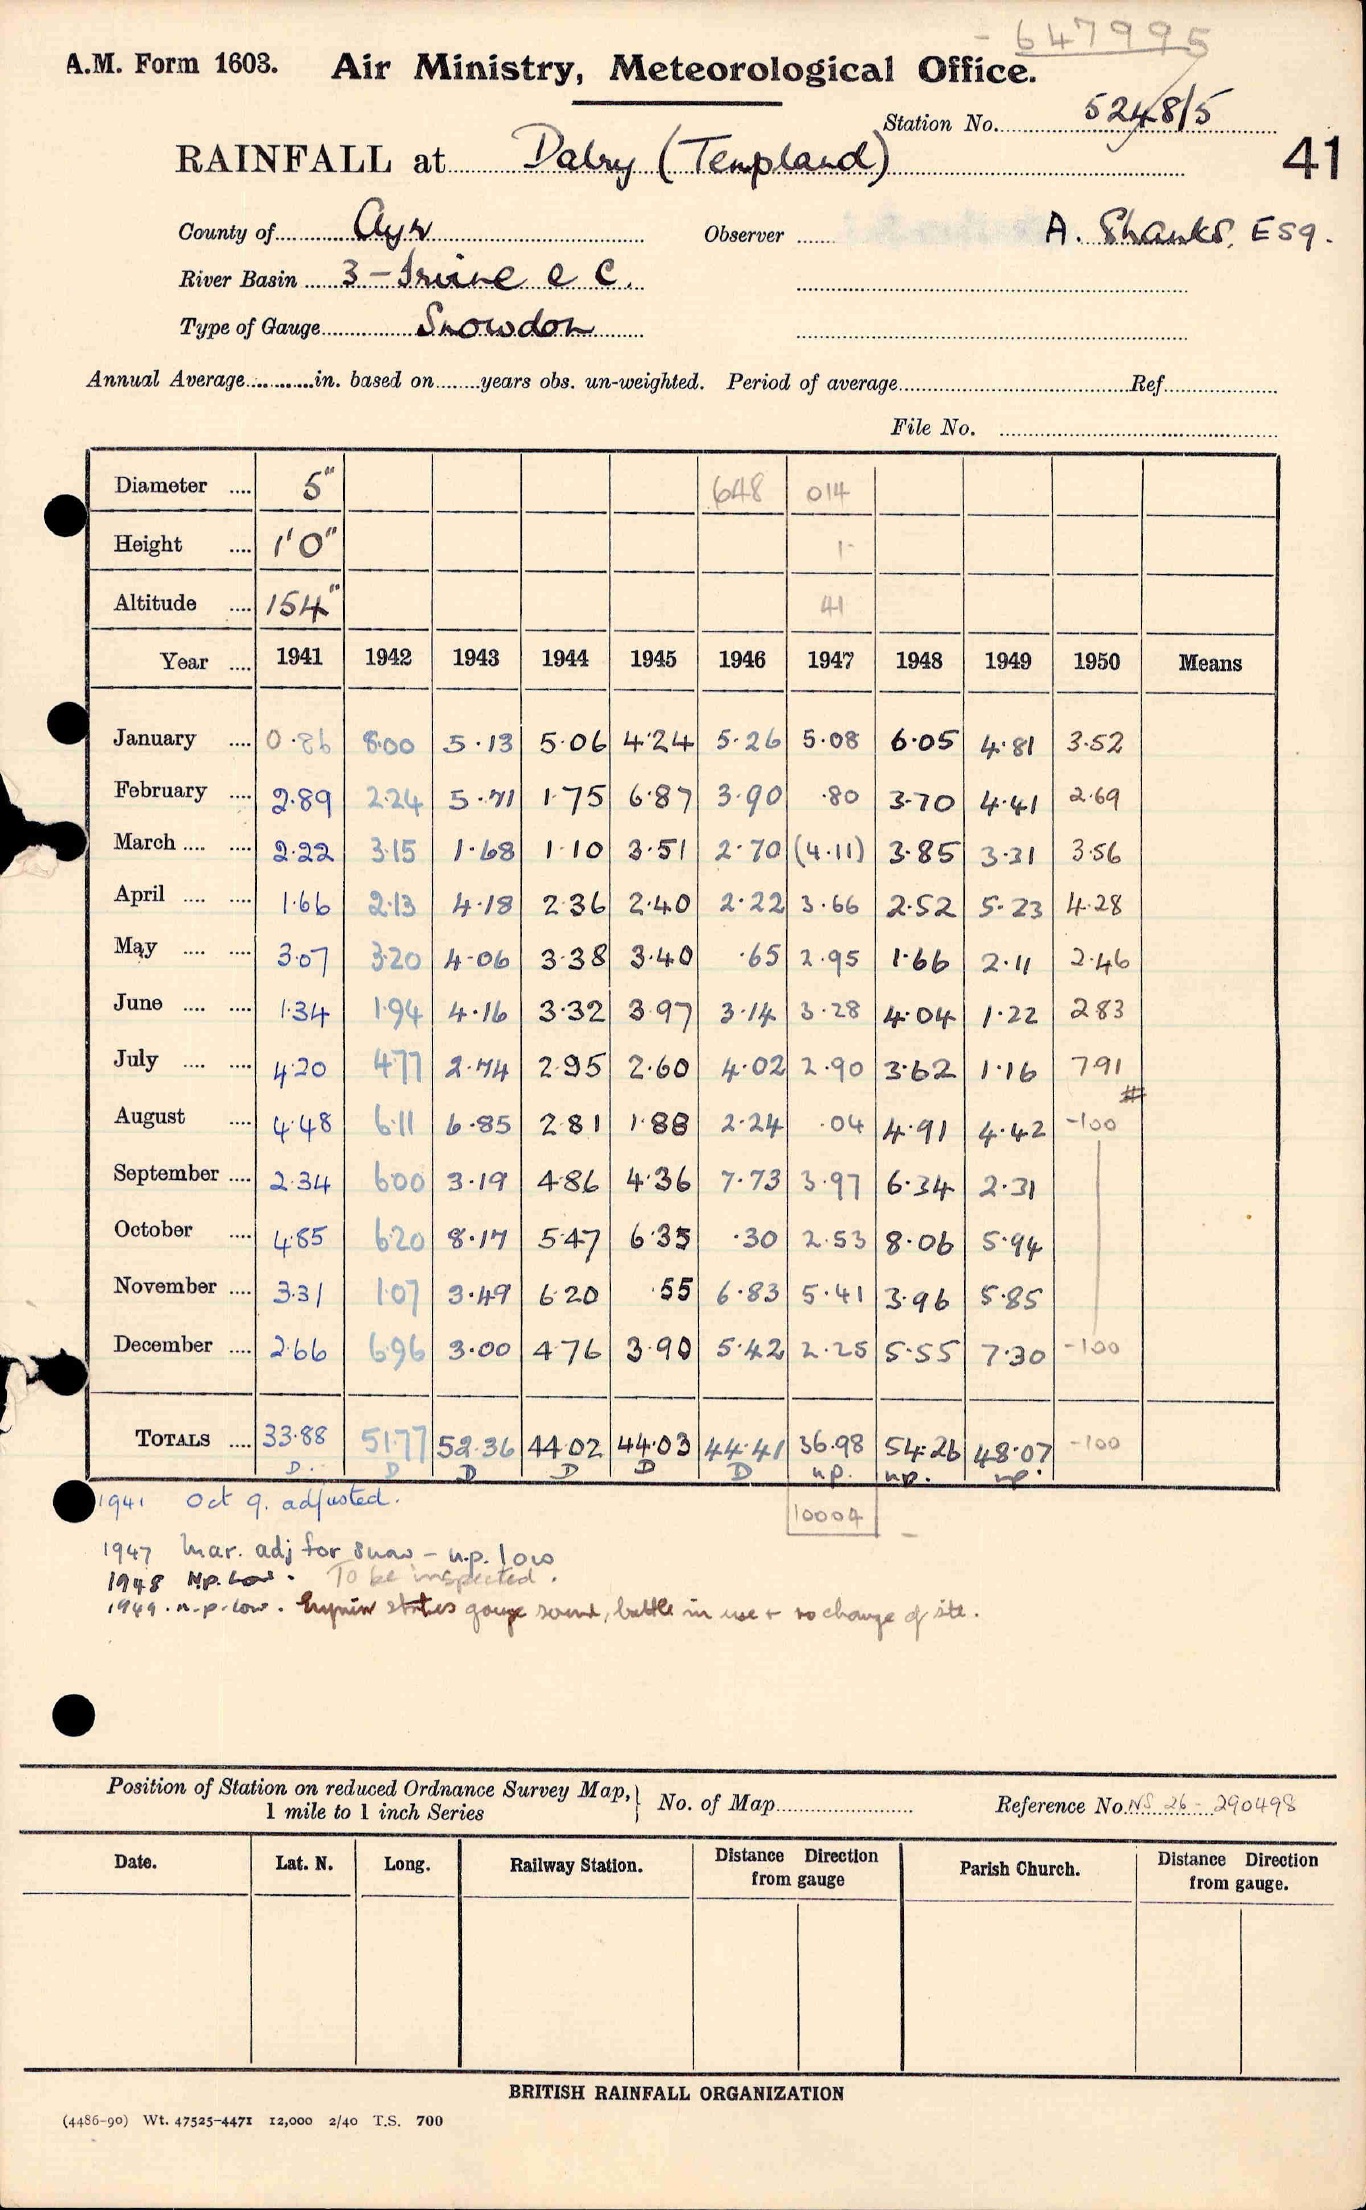 - 647995
A.M. Form 1603. Air Ministry, Meteorological Office.
Station No. 5248/5
41
RAINFALL at Dalry (Templand)
County of Ayr Observer A. Shanks, Esq.
River Basin 3 - Irvine & C.
Type of Gauge Snowdon
Annual Average in. based on years obs. un-weighted. Period of average Ref.
File No.
Diameter 5" 648 014
Height 1'0" 1-
Altitude 154" 41
Year 1941 1942 1943 1944 1945 1946 1947 1948 1949 1950 Means
January 0.86 8.00 5.13 5.06 4.24 5.26 5.08 6.05 4.81 3.52
February 2.89 2.24 5.71 1.75 6.87 3.90 .80 3.70 4.41 2.69
March 2.22 3.15 1.68 1.10 3.51 2.70 (4.11) 3.85 3.31 3.56
April 1.66 2.13 4.18 2.36 2.40 2.22 3.66 2.52 5.23 4.28
May 3.07 3.20 4.06 3.38 3.40 .65 2.95 1.66 2.11 2.46
June 1.34 1.94 4.16 3.32 3.97 3.14 3.28 4.04 1.22 2.83
July 4.20 4.77 2.74 2.95 2.60 4.02 2.90 3.62 1.16 7.91
#
August 4.48 6.11 6.85 2.81 1.88 2.24 .04 4.91 4.42 -100
September 2.34 6.00 3.19 4.86 4.36 7.73 3.97 6.34 2.31
October 4.85 6.20 8.17 5.47 6.35 .30 2.53 8.06 5.94
November 3.31 1.07 3.49 6.20 .55 6.83 5.41 3.96 5.85
December 2.66 6.96 3.00 4.76 3.90 5.42 2.25 5.55 7.30 -100
TOTALS 33.88 51.77 52.36 44.02 44.03 44.41 36.98 54.26 48.07 -100
D. D D D D D n.p. n.p. n.p.
1941 Oct 9. adjusted.
10004 -
1947 Mar. adj for snow - n.p. low
1948 n.p. low. To be inspected.
1949. n.p. low. states gauge sound, bottle in use + no change of site.
Position of Station on reduced Ordnance Survey Map, 1 mile to 1 inch Series } No. of Map Reference No. NS 26 - 290498
Date. Lat. N. Long. Railway Station. Distance Direction from gauge Parish Church. Distance Direction from gauge.
BRITISH RAINFALL ORGANIZATION
(4486-90) Wt. 47525-4471 12,000 2/40 T.S. 700